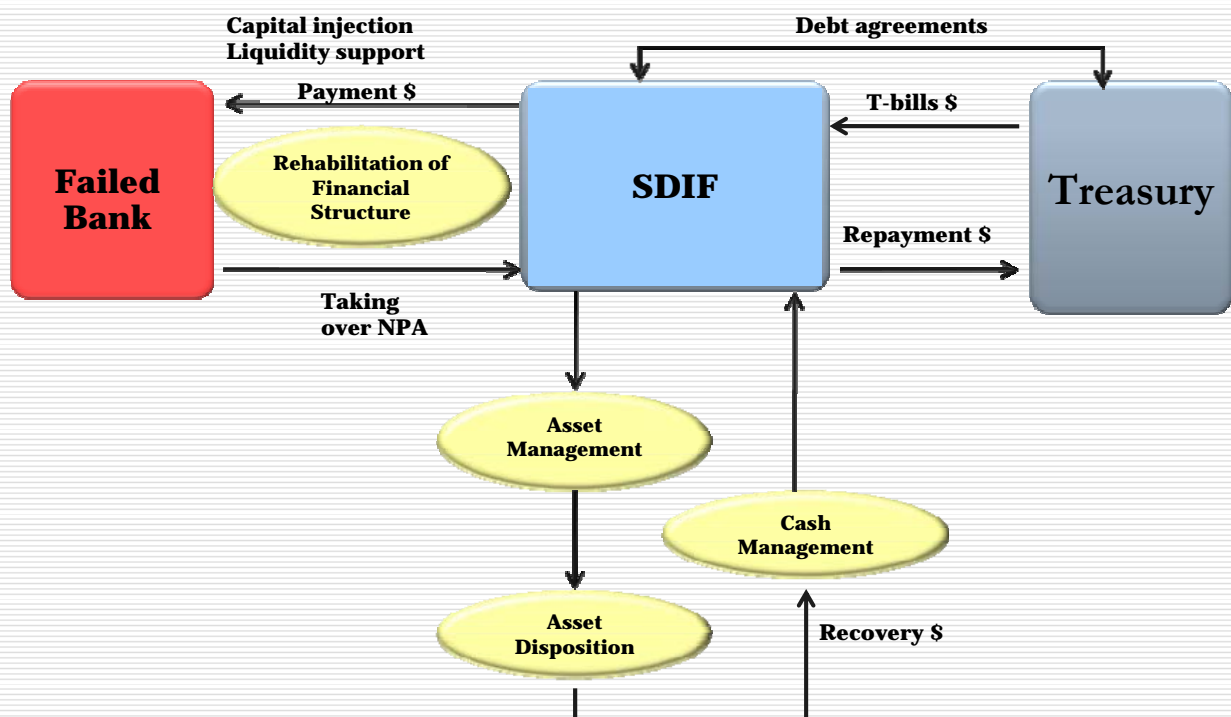 Capital injection
Liquidity support
Debt agreements
Payment $
T-bills $
Failed
Bank
Rehabilitation of
Financial
Structure
SDIF
Treasury
Repayment $
Taking
over NPA
Asset
Management
Cash
Management
Asset
Disposition
Recovery $